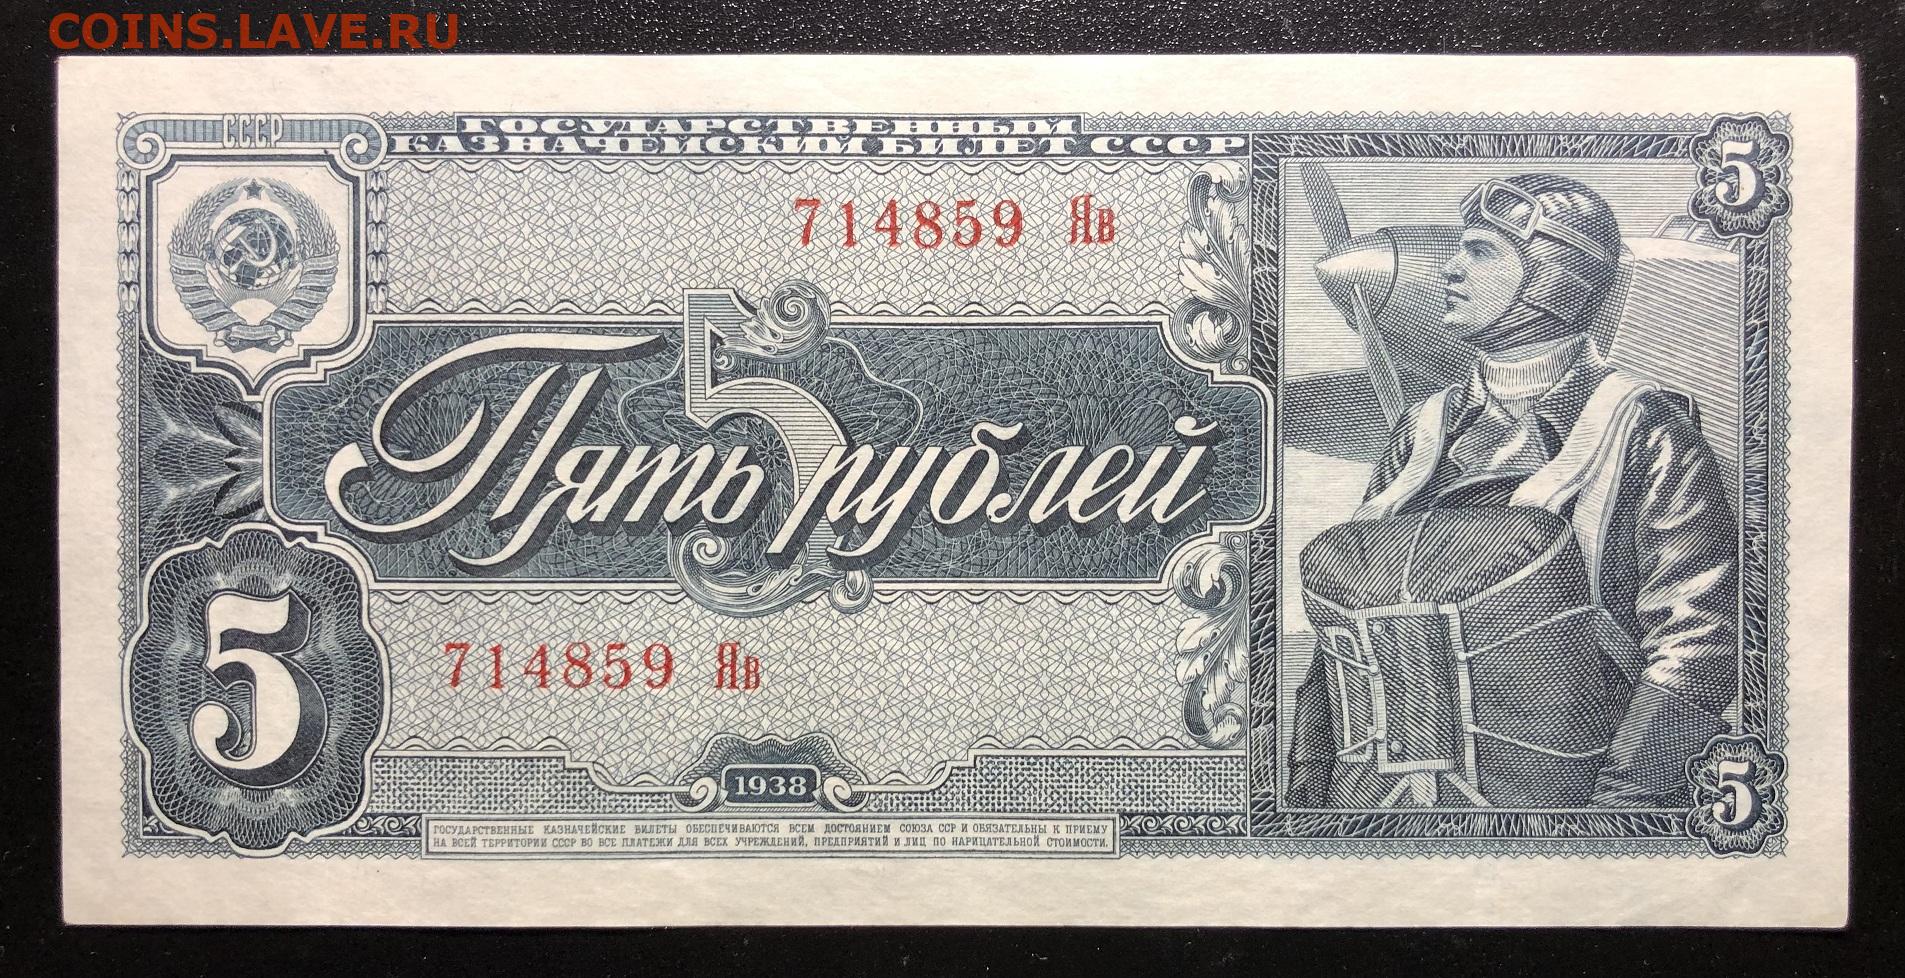 COINS.LAVE.RU
СССР
ГОСУДАРСТВЕННЫЙ
КАЗНАЧЕЙСКИЙ БИЛЕТ СССР
5
714859 Яв
5
Пять рублей
714859 Яв
5
1938
5
ГОСУДАРСТВЕННЫЕ КАЗНАЧЕЙСКИЕ БИЛЕТЫ ОБЕСПЕЧИВАЮТСЯ ВСЕМ ДОСТОЯНИЕМ СОЮЗА ССР И ОБЯЗАТЕЛЬНЫ К ПРИЕМУ
НА ВСЕЙ ТЕРРИТОРИИ СССР ВО ВСЕ ПЛАТЕЖИ ДЛЯ ВСЕХ УЧРЕЖДЕНИЙ, ПРЕДПРИЯТИЙ И ЛИЦ ПО НАРИЦАТЕЛЬНОЙ СТОИМОСТИ.